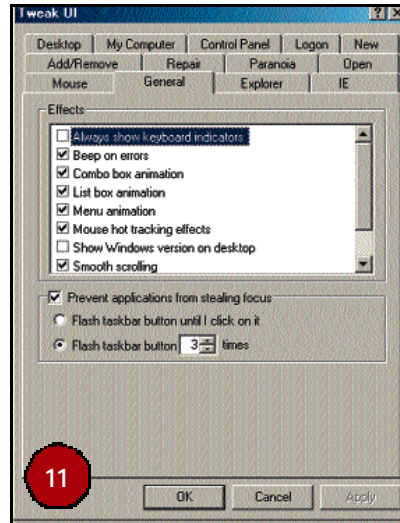 Tweak UI
Desktop My Computer Control Panel Logon New
Add/Remove Repair Paranoia Open
Mouse General Explorer IE
Effects
Always show keyboard indicators
Beep on errors
Combo box animation
List box animation
Menu animation
Mouse hot tracking effects
Show Windows version on desktop
Smooth scrolling
Prevent applications from stealing focus
Flash taskbar button until I click on it
Flash taskbar button 3 times
11
OK Cancel Apply